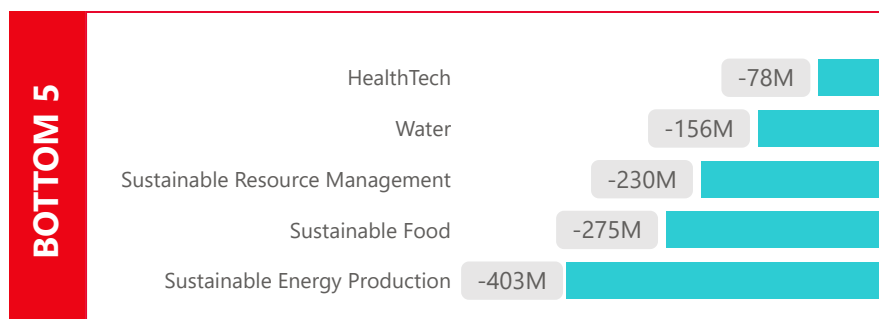 BOTTOM 5
HealthTech -78M
Water -156M
Sustainable Resource Management -230M
Sustainable Food -275M
Sustainable Energy Production -403M